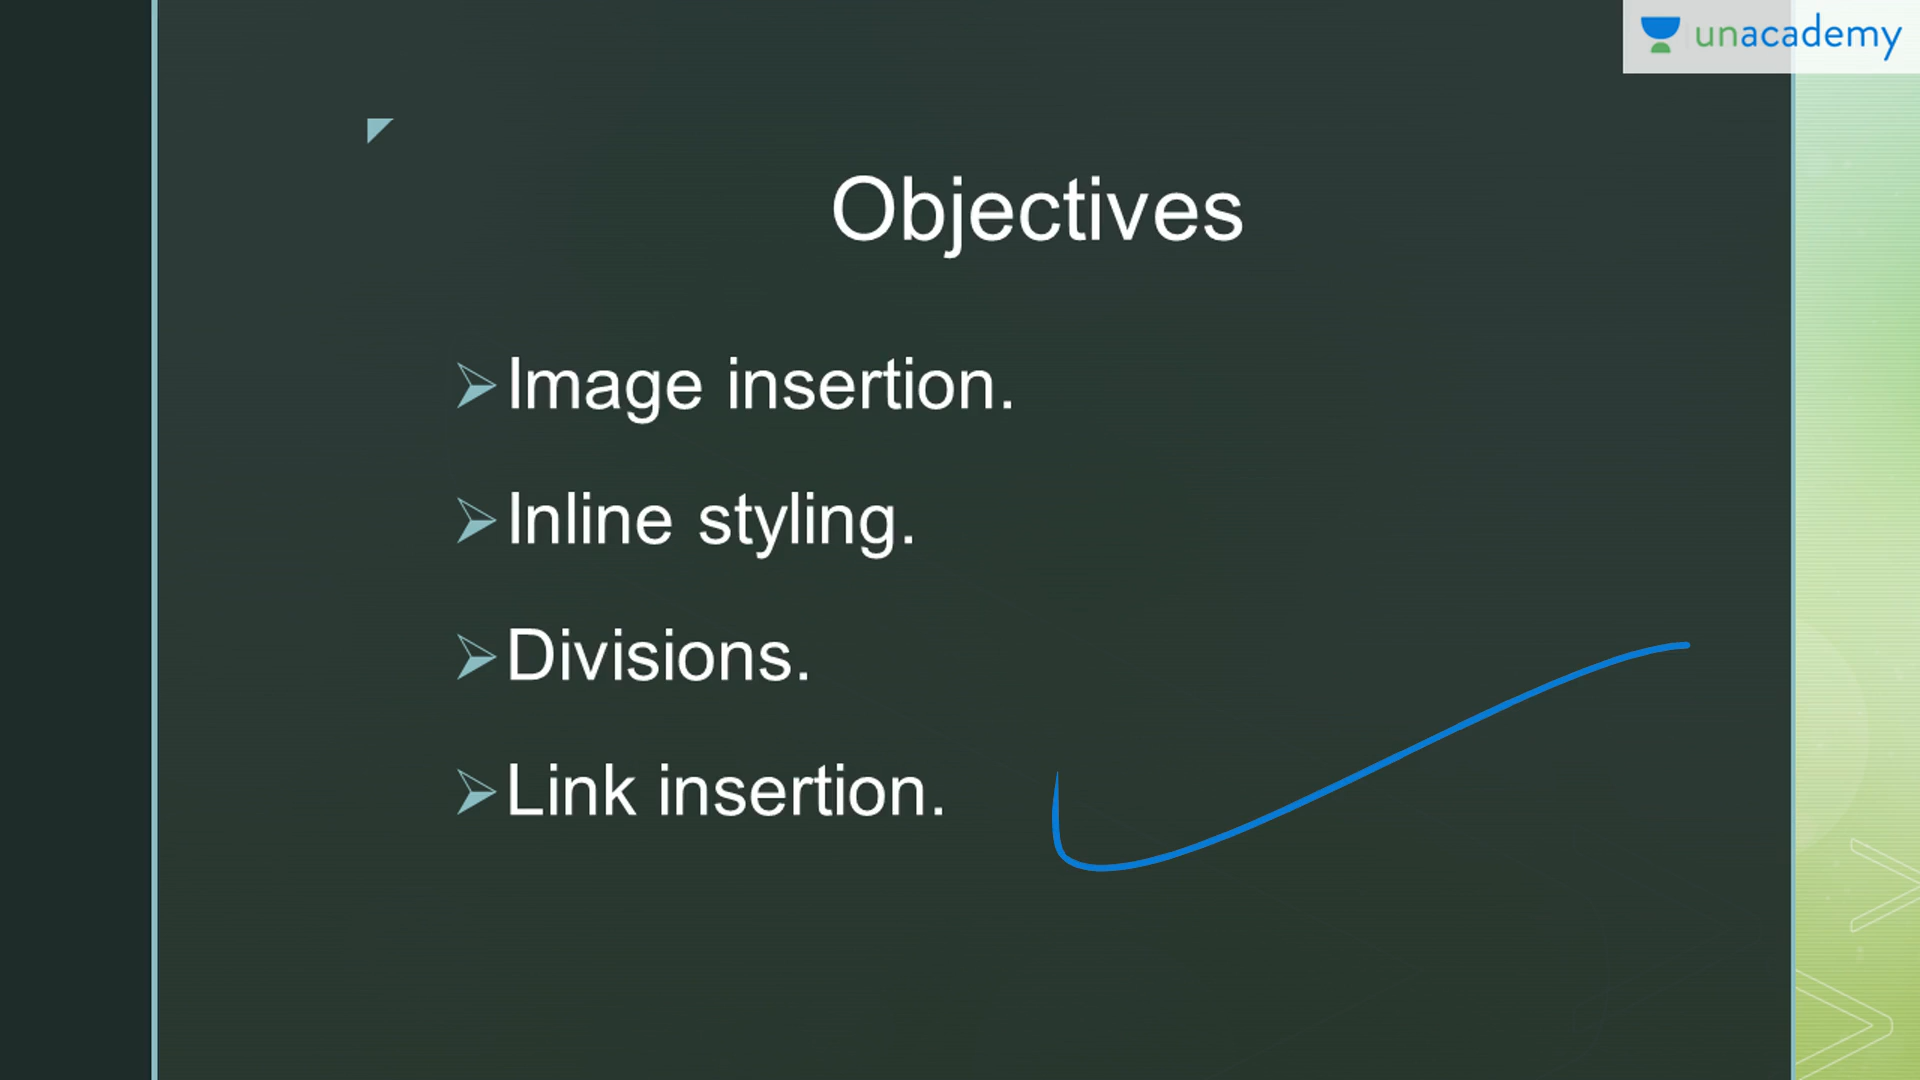 unacademy
Objectives
Image insertion.
Inline styling.
Divisions.
Link insertion.